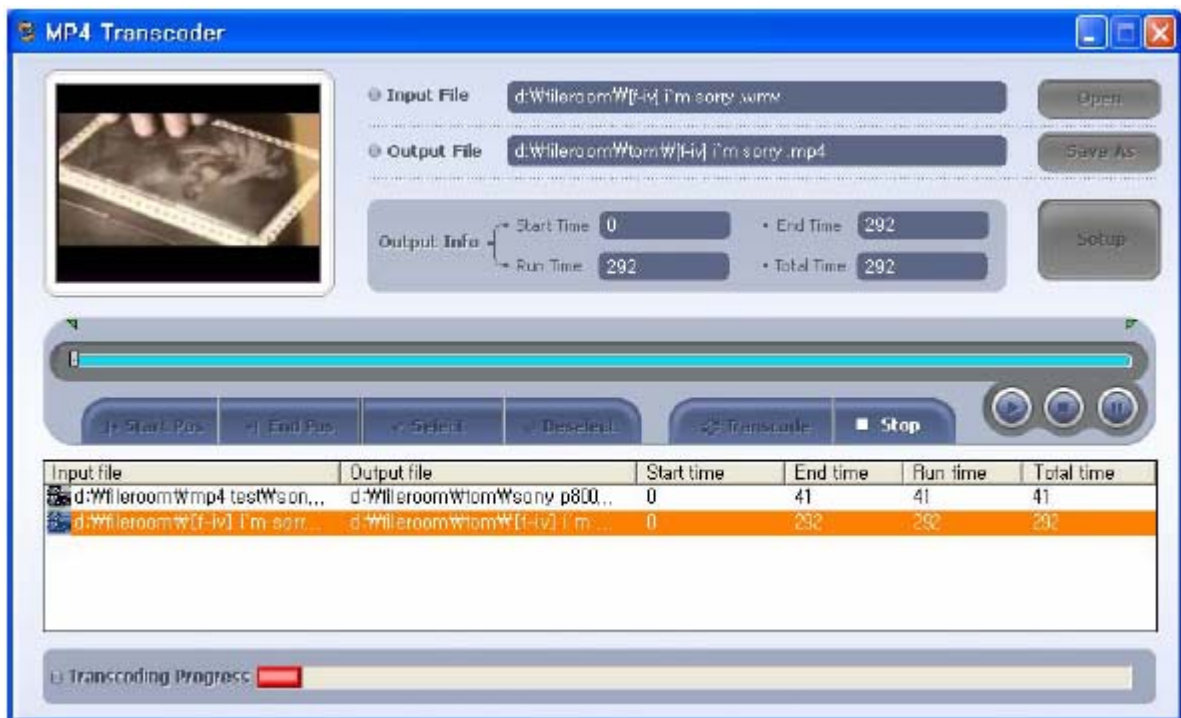 MP4 Transcoder
Input File d:₩fileroom₩[f-iv] i`m sorry .wmv Open
Output File d:₩fileroom₩tom₩[f-iv] i`m sorry .mp4 Save As
Output Info Start Time 0 End Time 292 Setup
Run Time 292 Total Time 292
Start Pos End Pos Select Deselect Transcode Stop
Input file Output file Start time End time Run time Total time
d:₩fileroom₩mp4 test₩son... d:₩fileroom₩tom₩sony p800... 0 41 41 41
d:₩fileroom₩[f-iv] i`m sorr... d:₩fileroom₩tom₩[f-iv] i`m ... 0 292 292 292
Transcoding Progress